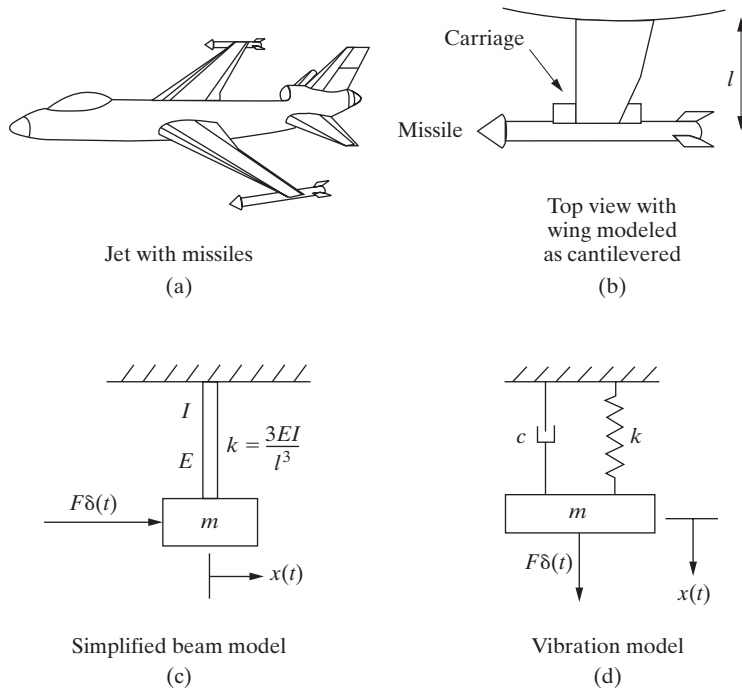 Carriage
l
Missile
Jet with missiles
(a)
Top view with
wing modeled
as cantilevered
(b)
I
E
k = 3EI/l³
Fδ(t)
m
x(t)
Simplified beam model
(c)
c
k
m
Fδ(t)
x(t)
Vibration model
(d)